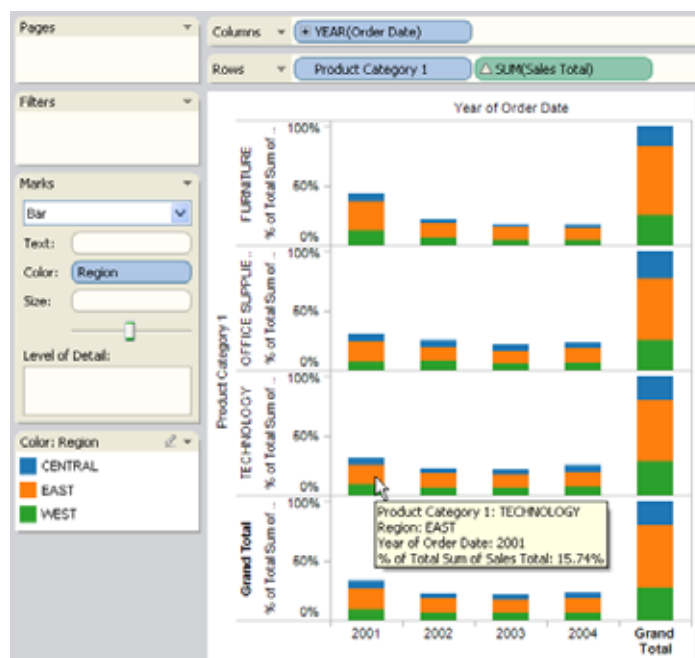 Pages
Columns
YEAR(Order Date)
Rows
Product Category 1
SUM(Sales Total)
Filters
Marks
Bar
Text:
Color:
Region
Size:
Level of Detail:
Color: Region
CENTRAL
EAST
WEST
Year of Order Date
Product Category 1
FURNITURE
% of Total Sum of ..
100%
50%
0%
OFFICE SUPPLIE..
% of Total Sum of ..
100%
50%
0%
TECHNOLOGY
% of Total Sum of ..
100%
50%
0%
Grand Total
% of Total Sum of ..
100%
50%
0%
Product Category 1: TECHNOLOGY
Region: EAST
Year of Order Date: 2001
% of Total Sum of Sales Total: 15.74%
2001
2002
2003
2004
Grand
Total